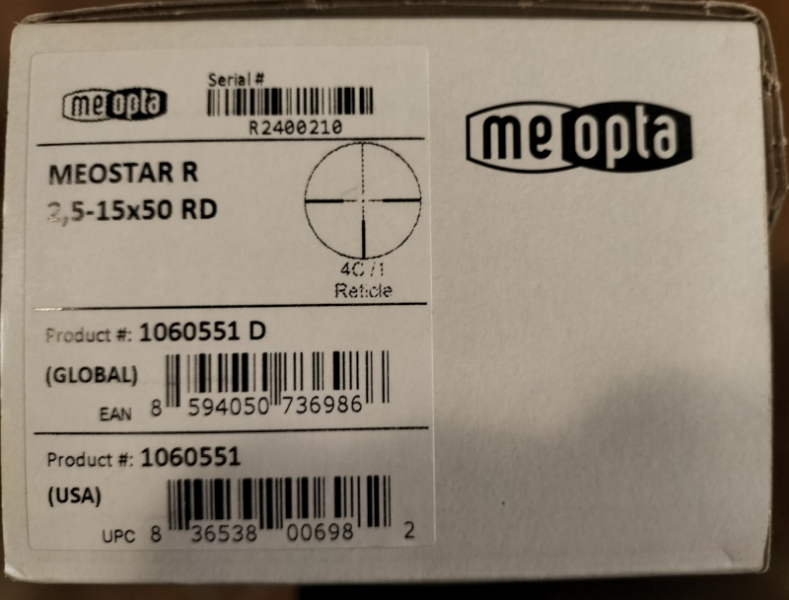 meopta
Serial #
R2400210
meopta
MEOSTAR R
2,5-15x50 RD
4C /1
Reticle
Product #: 1060551 D
(GLOBAL)
EAN 8 594050 736986
Product #: 1060551
(USA)
UPC 8 36538 00698 2